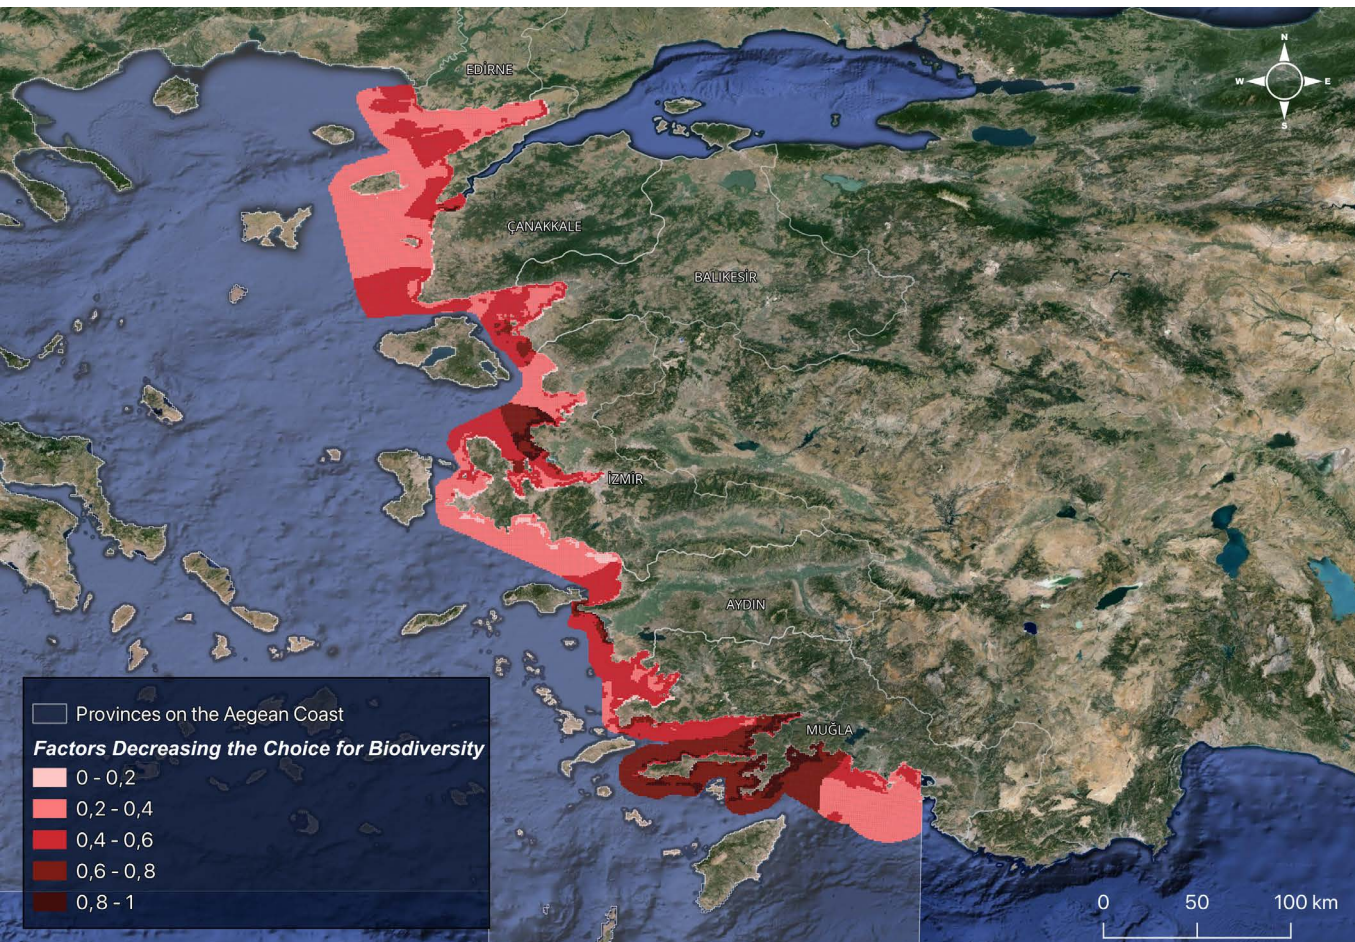 N
W
E
S
EDİRNE
ÇANAKKALE
BALIKESİR
İZMİR
AYDIN
MUĞLA
Provinces on the Aegean Coast
Factors Decreasing the Choice for Biodiversity
0 - 0,2
0,2 - 0,4
0,4 - 0,6
0,6 - 0,8
0,8 - 1
0 50 100 km